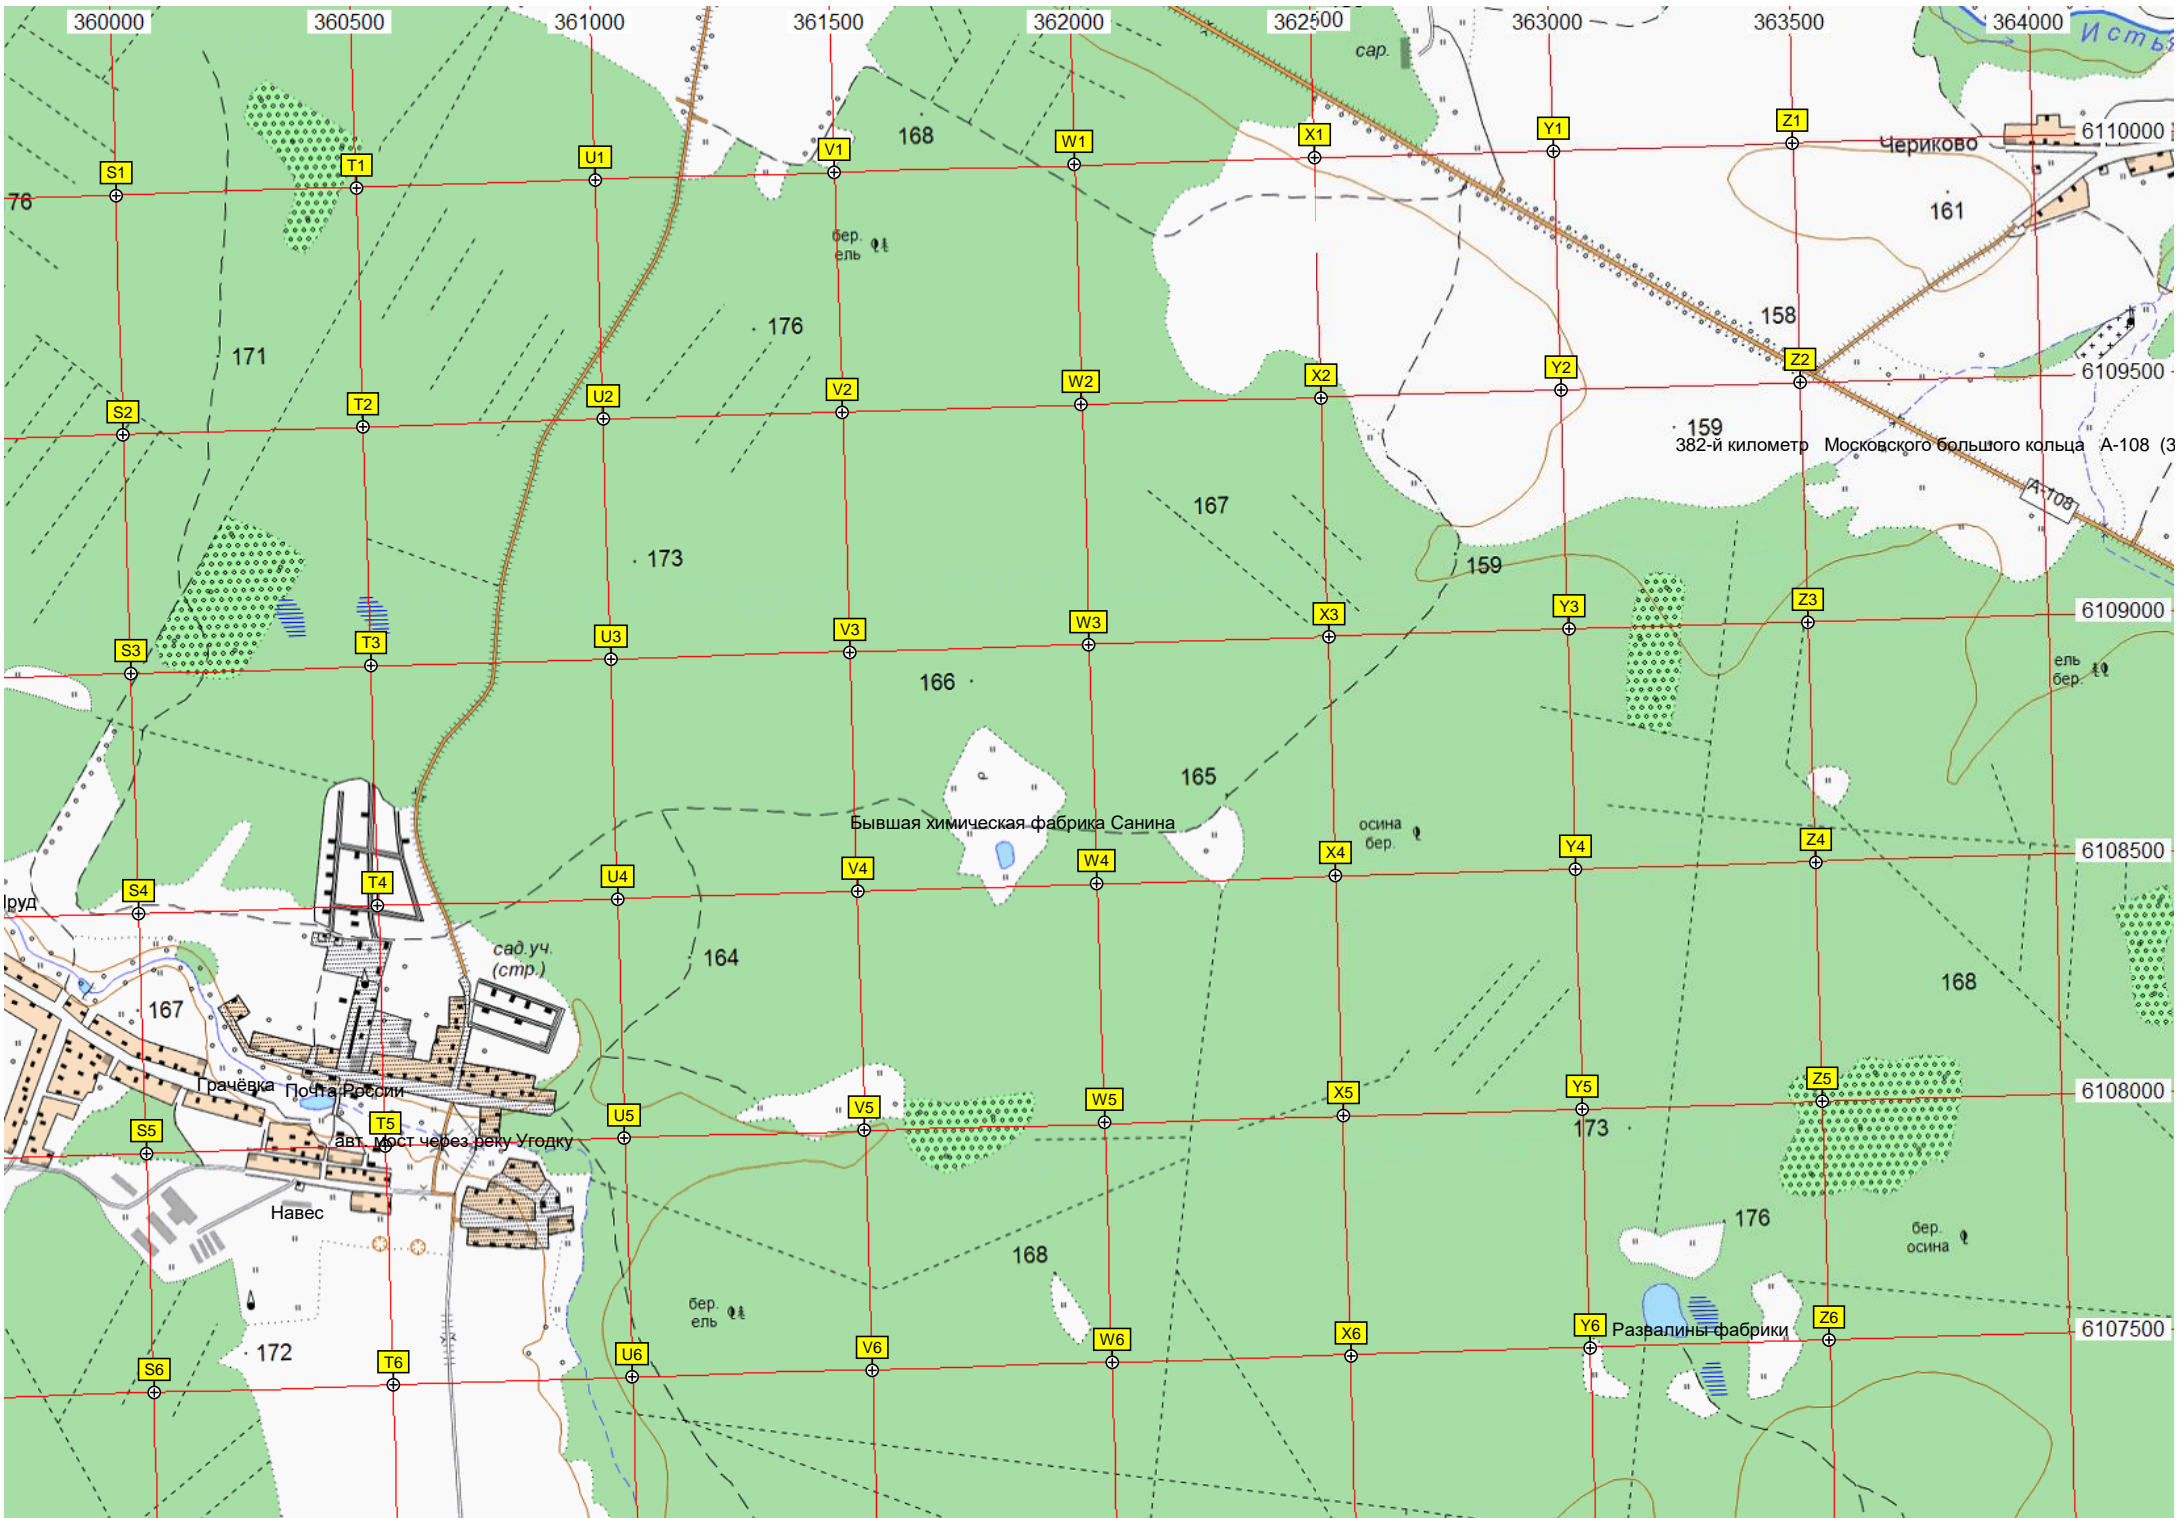 360000 360500 361000 361500 362000 362500 363000 363500 364000
сар.
Исть
6110000
Z1
Y1
X1
W1
V1
U1
T1
S1
168
Чериково
76
161
бер.
ель
176
158
171
6109500
Z2
Y2
X2
W2
V2
U2
T2
S2
159
382-й километр Московского большого кольца А-108 (3
А-108
167
173
159
6109000
Z3
Y3
X3
W3
V3
U3
T3
S3
ель
бер.
166
165
Бывшая химическая фабрика Санина
осина
бер.
6108500
Z4
Y4
X4
W4
V4
U4
T4
S4
руд
сад.уч.
(стр.)
164
168
167
Грачёвка
Почта России
6108000
Z5
Y5
X5
W5
V5
U5
T5
S5
173
авт. мост через реку Угодку
Навес
176
бер.
осина
168
бер.
ель
6107500
Z6
Y6
Развалины фабрики
X6
W6
V6
U6
T6
S6
172